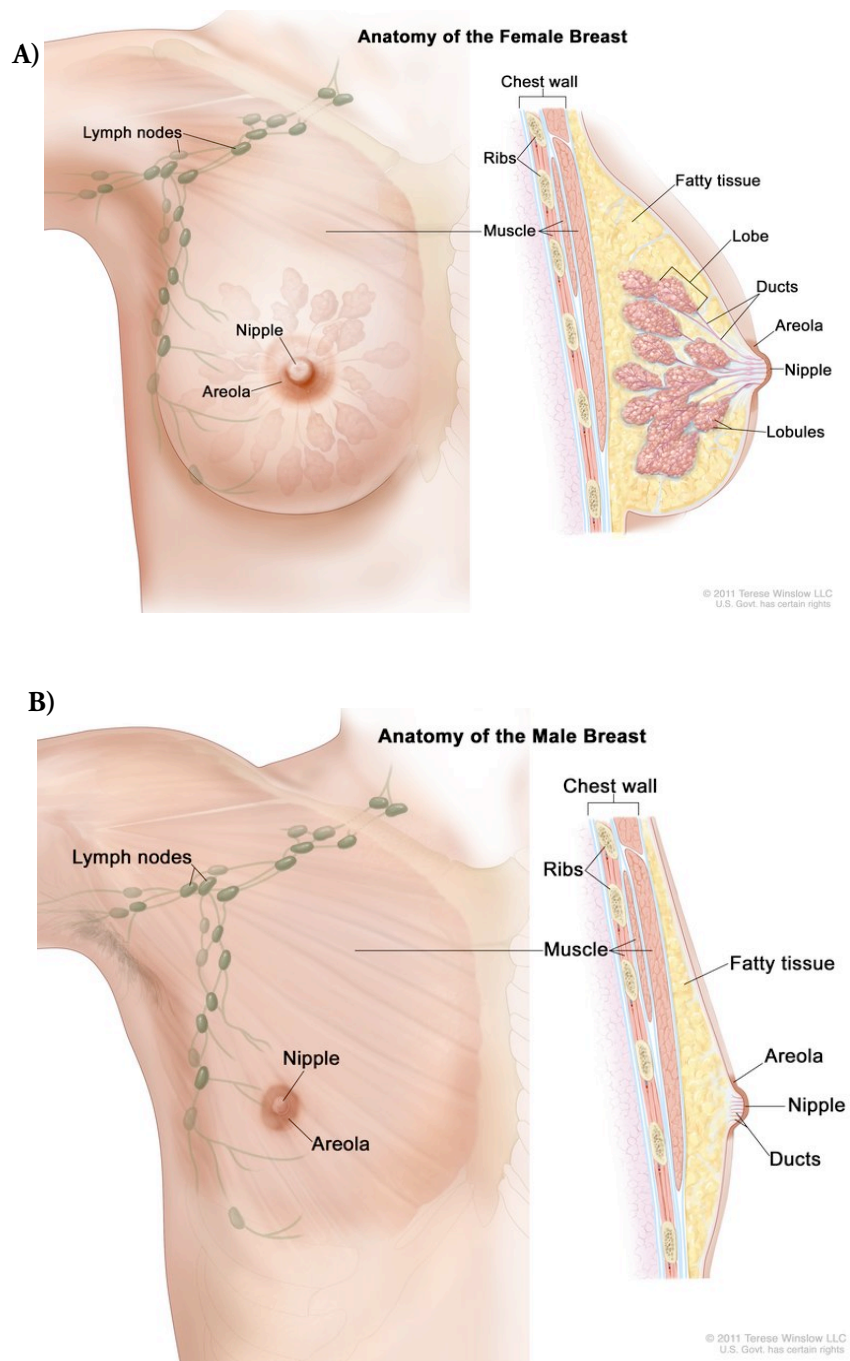 A)
Anatomy of the Female Breast
Chest wall
Lymph nodes
Ribs
Fatty tissue
Muscle
Lobe
Ducts
Nipple
Areola
Areola
Nipple
Lobules
© 2011 Terese Winslow LLC
U.S. Govt. has certain rights
B)
Anatomy of the Male Breast
Chest wall
Lymph nodes
Ribs
Muscle
Fatty tissue
Nipple
Areola
Areola
Nipple
Ducts
© 2011 Terese Winslow LLC
U.S. Govt. has certain rights